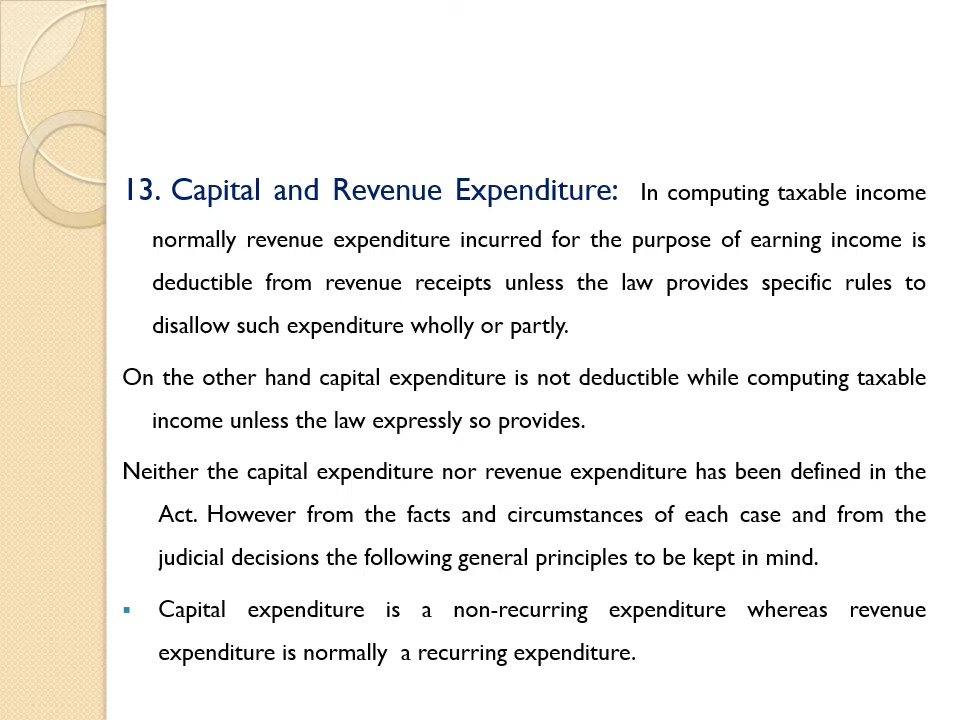 13. Capital and Revenue Expenditure: In computing taxable income
normally revenue expenditure incurred for the purpose of earning income is
deductible from revenue receipts unless the law provides specific rules to
disallow such expenditure wholly or partly.
On the other hand capital expenditure is not deductible while computing taxable
income unless the law expressly so provides.
Neither the capital expenditure nor revenue expenditure has been defined in the
Act. However from the facts and circumstances of each case and from the
judicial decisions the following general principles to be kept in mind.
▪ Capital expenditure is a non-recurring expenditure whereas revenue
expenditure is normally a recurring expenditure.